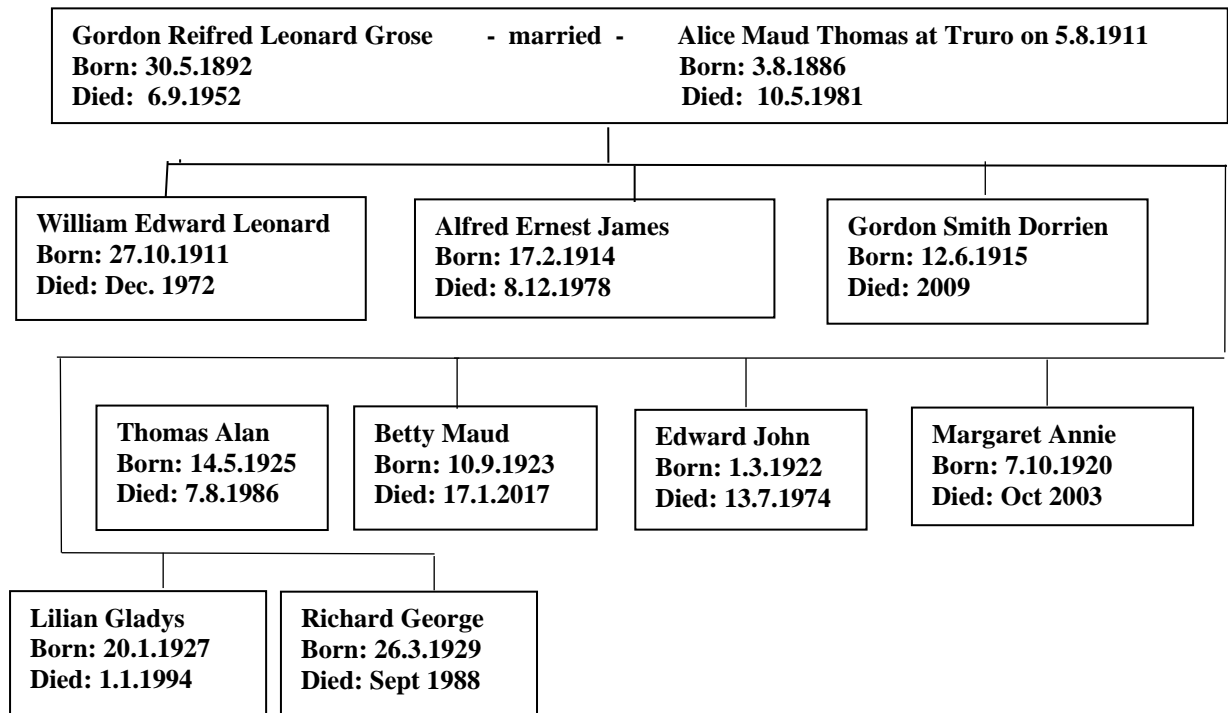 Gordon Reifred Leonard Grose - married - Alice Maud Thomas at Truro on 5.8.1911
Born: 30.5.1892 Born: 3.8.1886
Died: 6.9.1952 Died: 10.5.1981
William Edward Leonard
Born: 27.10.1911
Died: Dec. 1972
Alfred Ernest James
Born: 17.2.1914
Died: 8.12.1978
Gordon Smith Dorrien
Born: 12.6.1915
Died: 2009
Thomas Alan
Born: 14.5.1925
Died: 7.8.1986
Betty Maud
Born: 10.9.1923
Died: 17.1.2017
Edward John
Born: 1.3.1922
Died: 13.7.1974
Margaret Annie
Born: 7.10.1920
Died: Oct 2003
Lilian Gladys
Born: 20.1.1927
Died: 1.1.1994
Richard George
Born: 26.3.1929
Died: Sept 1988